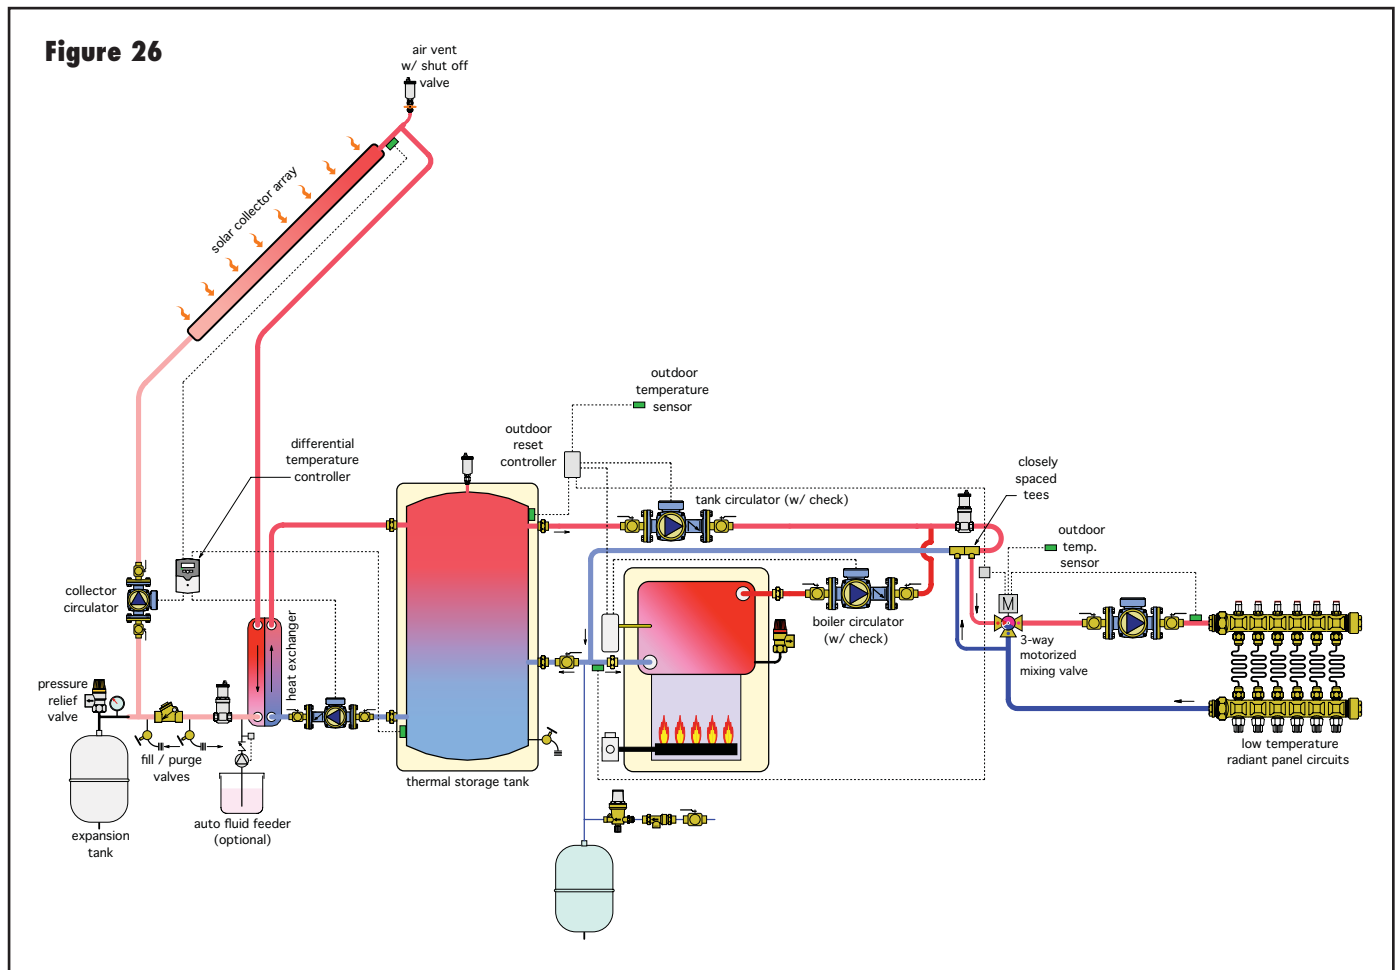 Figure 26
air vent
w/ shut off
valve
solar collector array
outdoor
temperature
sensor
outdoor
reset
controller
differential
temperature
controller
closely
spaced
tees
tank circulator (w/ check)
outdoor
temp.
sensor
collector
circulator
M
boiler circulator
(w/ check)
3-way
motorized
mixing valve
heat exchanger
pressure
relief
valve
fill / purge
valves
thermal storage tank
low temperature
radiant panel circuits
auto fluid feeder
(optional)
expansion
tank